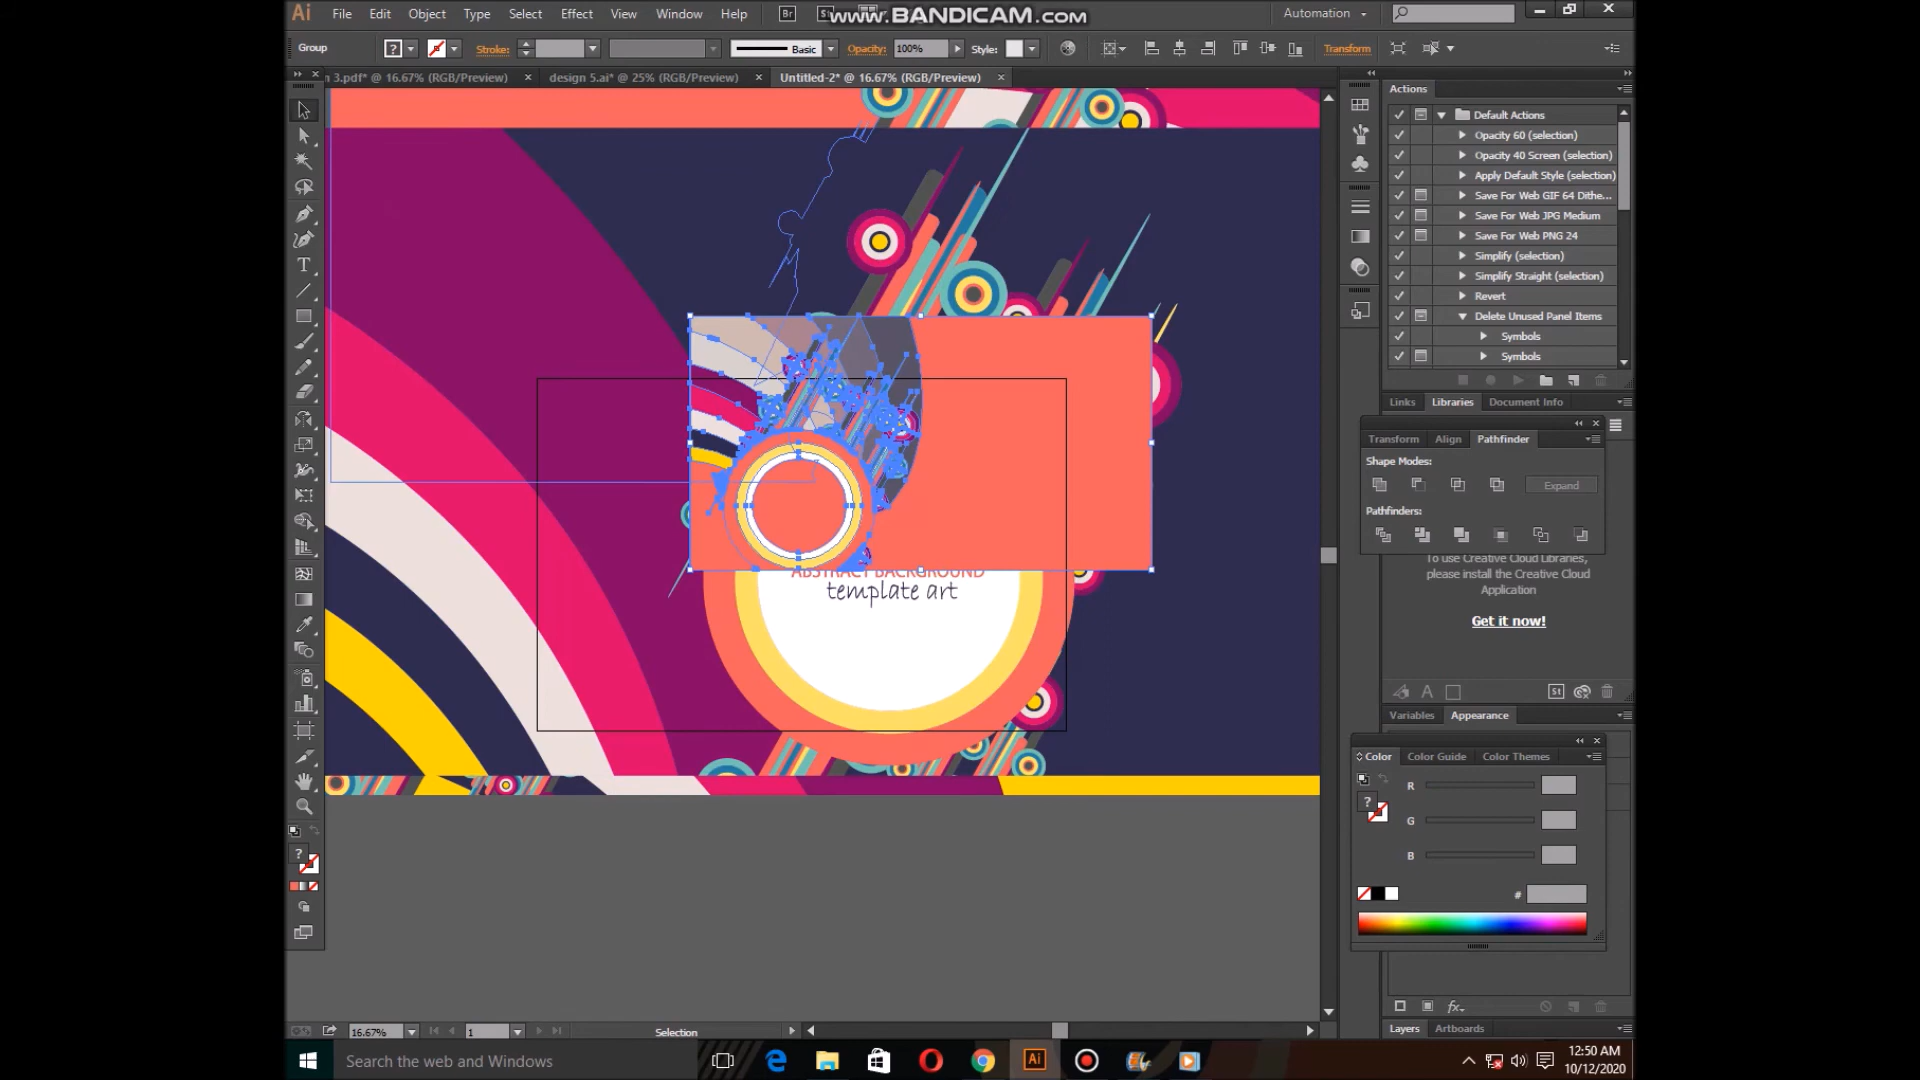 Ai File Edit Object Type Select Effect View Window Help Br St www.BANDICAM.com Automation
Group ? Stroke: Basic Opacity: 100% Style: Transform
n 3.pdf* @ 16.67% (RGB/Preview) × design 5.ai* @ 25% (RGB/Preview) × Untitled-2* @ 16.67% (RGB/Preview) ×
Actions
Default Actions
Opacity 60 (selection)
Opacity 40 Screen (selection)
Apply Default Style (selection)
Save For Web GIF 64 Dithe...
Save For Web JPG Medium
Save For Web PNG 24
Simplify (selection)
Simplify Straight (selection)
Revert
Delete Unused Panel Items
Symbols
Symbols
Links Libraries Document Info
Transform Align Pathfinder
Shape Modes:
Expand
Pathfinders:
To use Creative Cloud Libraries,
please install the Creative Cloud
Application
Get it now!
ABSTRACT BACKGROUND
template art
Variables Appearance
Color Color Guide Color Themes
R
G
B
#
fx
Layers Artboards
16.67% 1 Selection
Search the web and Windows
12:50 AM
10/12/2020